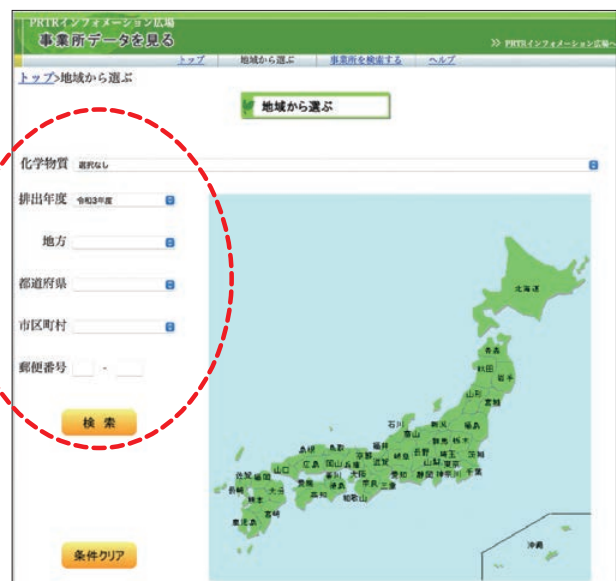 PRTRインフォメーション広場
事業所データを見る
>> PRTRインフォメーション広場へ
トップ 地域から選ぶ 事業所を検索する ヘルプ
トップ>地域から選ぶ
地域から選ぶ
化学物質 選択なし
排出年度 令和3年度
地方
都道府県
市区町村
郵便番号 -
検索
条件クリア
北海道
青森
秋田
岩手
山形
宮城
石川 新潟 福島
富山
島根 鳥取 京都 福井 岐阜 長野 群馬 栃木
佐賀 福岡 山口 広島 岡山 兵庫 大阪 滋賀 愛知 山梨 埼玉 東京 茨城
長崎 熊本 大分 愛媛 香川 徳島 奈良 三重 静岡 神奈川 千葉
高知 和歌山
宮崎
鹿児島
沖縄